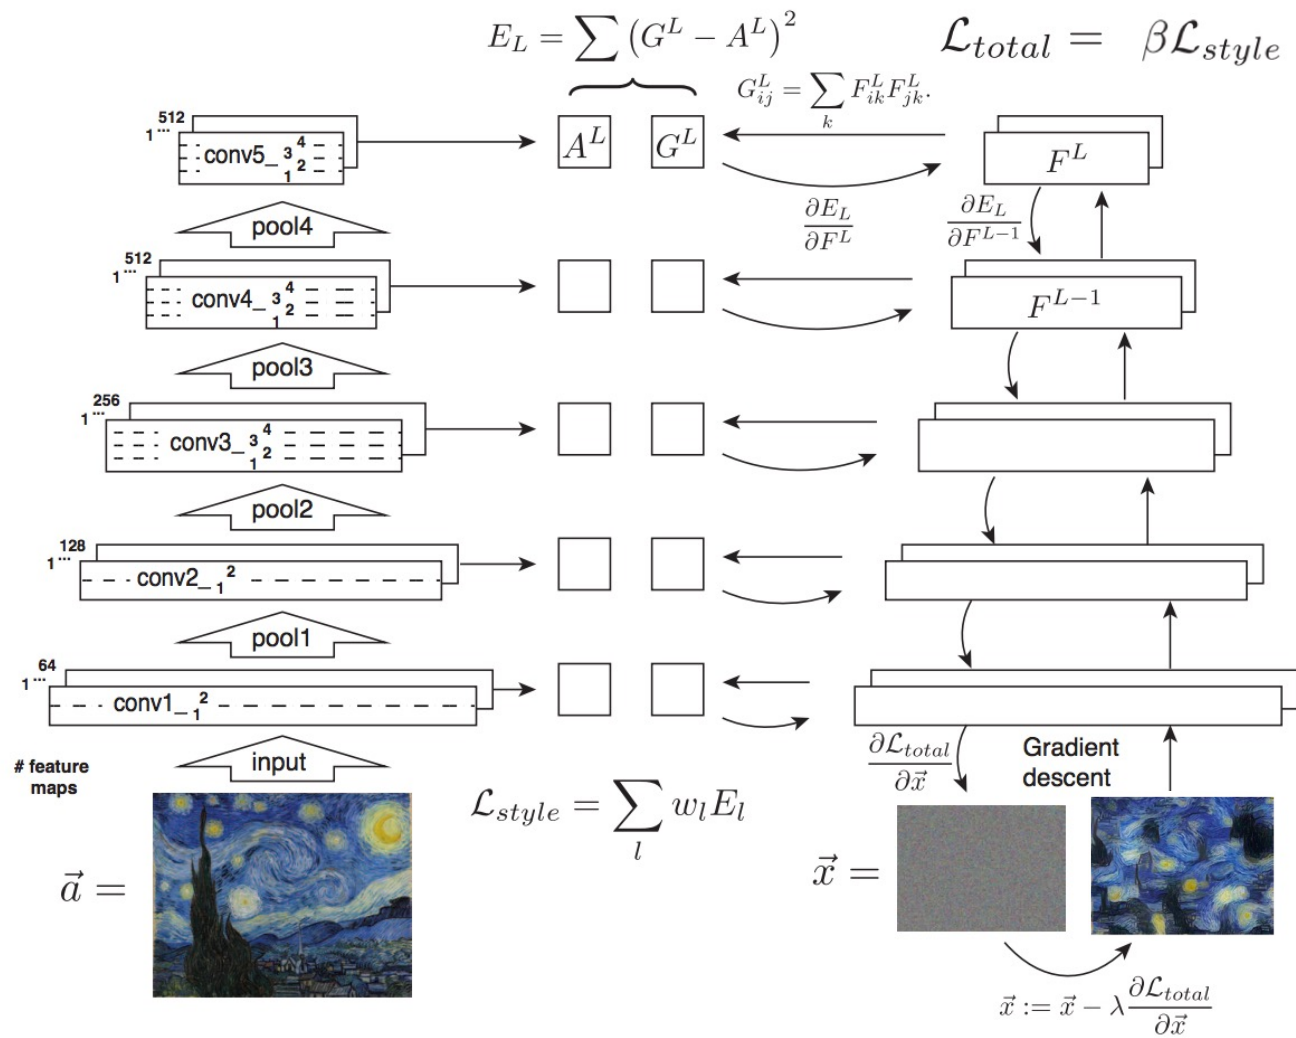 E_L = ∑ (G^L − A^L)^2
𝓛_total = β𝓛_style
G^L_ij = ∑_k F^L_ik F^L_jk.
1 ... 512
conv5_ 1 2 3 4
A^L
G^L
F^L
pool4
∂E_L/∂F^L
∂E_L/∂F^{L−1}
1 ... 512
conv4_ 1 2 3 4
F^{L−1}
pool3
1 ... 256
conv3_ 1 2 3 4
pool2
1 ... 128
conv2_ 1 2
pool1
1 ... 64
conv1_ 1 2
# feature
maps
input
𝓛_style = ∑_l w_l E_l
∂𝓛_total/∂x⃗
Gradient
descent
a⃗ =
x⃗ =
x⃗ := x⃗ − λ ∂𝓛_total/∂x⃗